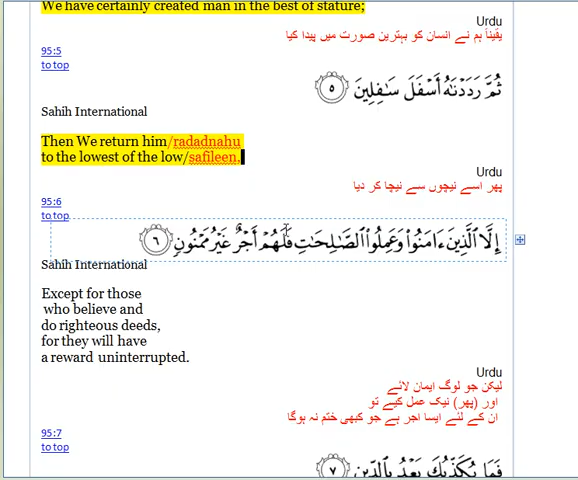 We have certainly created man in the best of stature;
Urdu
یقیناً ہم نے انسان کو بہترین صورت میں پیدا کیا
95:5
to top
ثُمَّ رَدَدْنَٰهُ أَسْفَلَ سَٰفِلِينَ ٥
Sahih International
Then We return him/radadnahu
to the lowest of the low/safileen,
Urdu
پھر اسے نیچوں سے نیچا کر دیا
95:6
to top
إِلَّا ٱلَّذِينَ ءَامَنُوا۟ وَعَمِلُوا۟ ٱلصَّٰلِحَٰتِ فَلَهُمْ أَجْرٌ غَيْرُ مَمْنُونٍ ٦
Sahih International
Except for those
who believe and
do righteous deeds,
for they will have
a reward uninterrupted.
Urdu
لیکن جو لوگ ایمان لائے
اور (پھر) نیک عمل کیے تو
ان کے لئے ایسا اجر ہے جو کبھی ختم نہ ہوگا
95:7
to top
فَمَا يُكَذِّبُكَ بَعْدُ بِٱلدِّينِ ٧